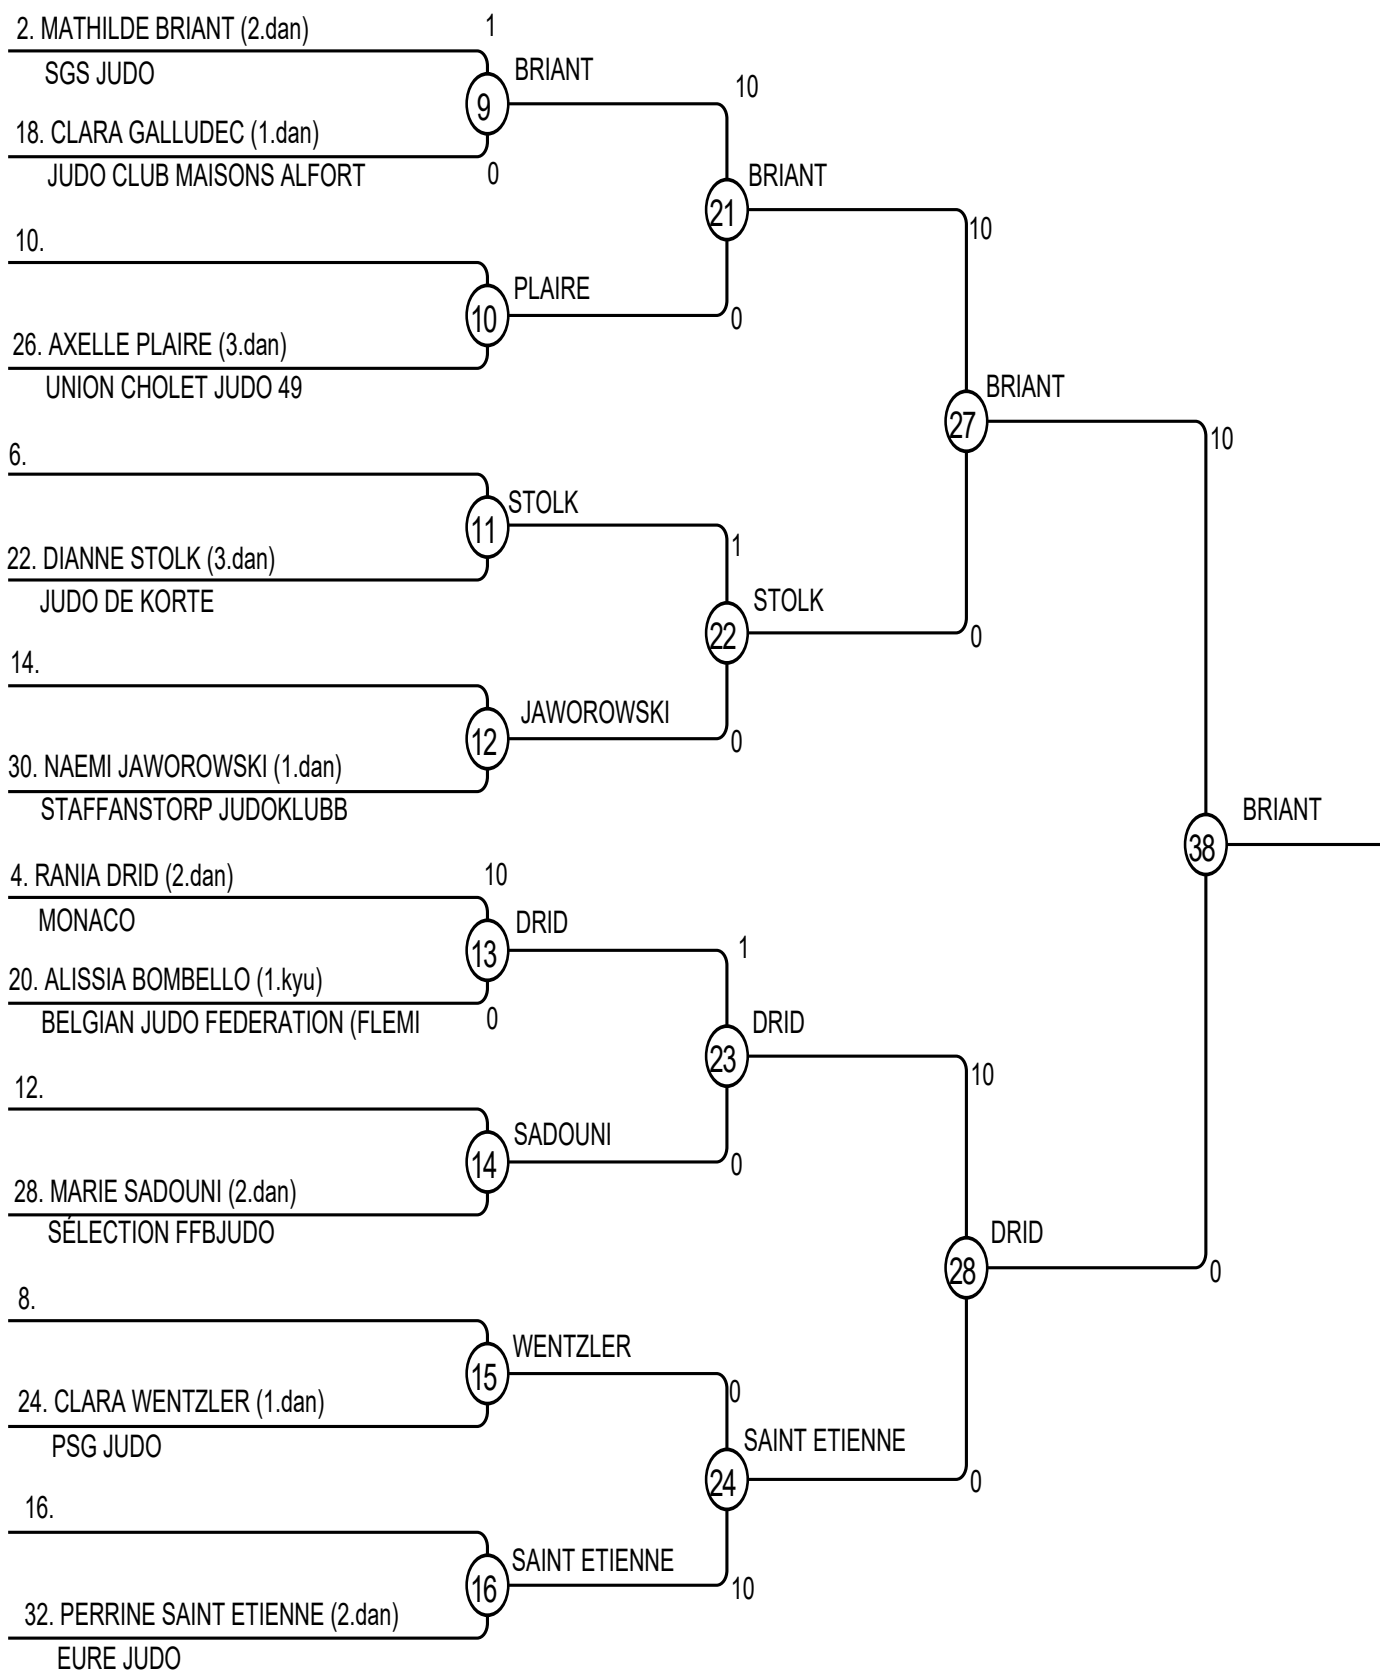 2. MATHILDE BRIANT (2.dan)
1
SGS JUDO
BRIANT
9
10
18. CLARA GALLUDEC (1.dan)
JUDO CLUB MAISONS ALFORT
0
BRIANT
21
10
10.
PLAIRE
10
0
26. AXELLE PLAIRE (3.dan)
UNION CHOLET JUDO 49
BRIANT
27
10
6.
STOLK
11
1
22. DIANNE STOLK (3.dan)
JUDO DE KORTE
STOLK
22
0
14.
JAWOROWSKI
12
0
30. NAEMI JAWOROWSKI (1.dan)
STAFFANSTORP JUDOKLUBB
BRIANT
38
4. RANIA DRID (2.dan)
10
MONACO
DRID
13
1
20. ALISSIA BOMBELLO (1.kyu)
BELGIAN JUDO FEDERATION (FLEMI
0
DRID
23
10
12.
SADOUNI
14
0
28. MARIE SADOUNI (2.dan)
SÉLECTION FFBJUDO
DRID
28
0
8.
WENTZLER
15
0
24. CLARA WENTZLER (1.dan)
PSG JUDO
SAINT ETIENNE
24
0
16.
SAINT ETIENNE
16
10
32. PERRINE SAINT ETIENNE (2.dan)
EURE JUDO